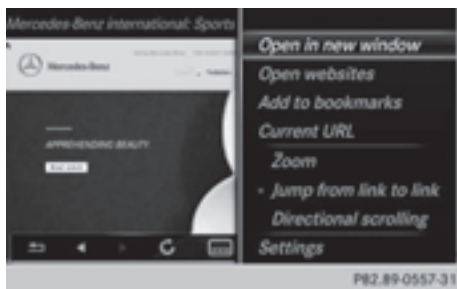 Mercedes-Benz international: Sports
Mercedes-Benz
APPREHENDING BEAUTY.
Open in new window
Open websites
Add to bookmarks
Current URL
Zoom
Jump from link to link
Directional scrolling
Settings
P82.89-0557-31